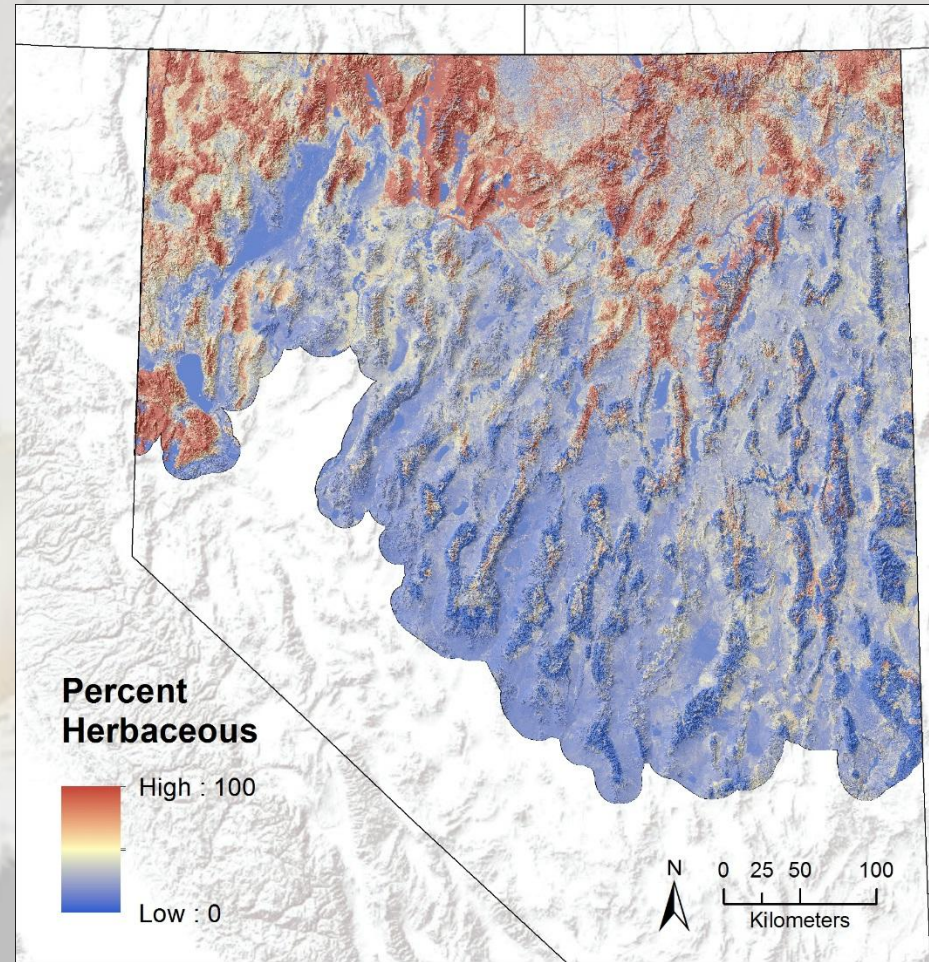 Percent
Herbaceous
High : 100
Low : 0
N
0 25 50 100
Kilometers